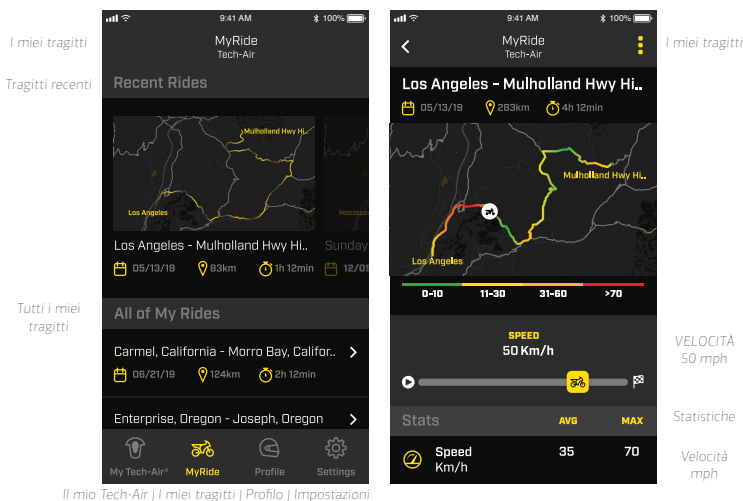 I miei tragitti
Tragitti recenti
Tutti i miei
tragitti
9:41 AM
100%
MyRide
Tech-Air
Recent Rides
Mulholland Hwy Hi..
Los Angeles
Los Angeles - Mulholland Hwy Hi..
05/13/19
83km
1h 12min
Sunday
12/05
All of My Rides
Carmel, California - Morro Bay, Califor..
06/21/19
124km
2h 12min
Enterprise, Oregon - Joseph, Oregon
My Tech-Air®
MyRide
Profile
Settings
Il mio Tech-Air | I miei tragitti | Profilo | Impostazioni
9:41 AM
100%
MyRide
Tech-Air
Los Angeles - Mulholland Hwy Hi..
05/13/19
283km
4h 12min
Mulholland Hwy Hi..
Los Angeles
0-10
11-30
31-60
>70
SPEED
50 Km/h
Stats
AVG
MAX
Speed
Km/h
35
70
I miei tragitti
VELOCITÀ
50 mph
Statistiche
Velocità
mph